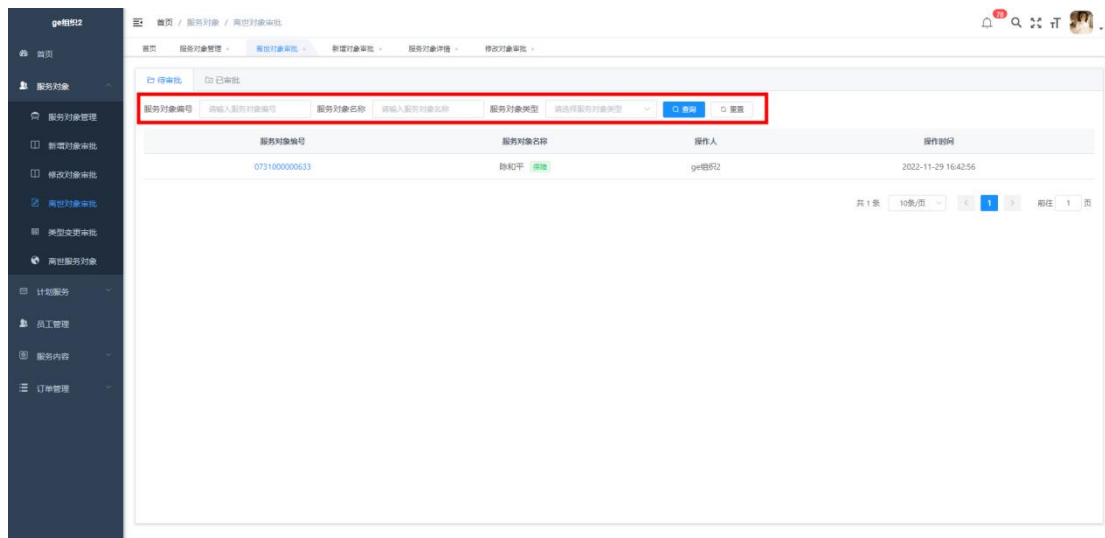 ge组织2
首页 / 服务对象 / 离世对象审批
78
首页
服务对象管理
离世对象审批
新增对象审批
服务对象详情
修改对象审批
首页
服务对象
服务对象管理
新增对象审批
修改对象审批
离世对象审批
类型变更审批
离世服务对象
计划服务
员工管理
服务内容
订单管理
待审批 已审批
服务对象编号 请输入服务对象编号 服务对象名称 请输入服务对象名称 服务对象类型 请选择服务对象类型 查询 重置
服务对象编号 服务对象名称 操作人 操作时间
0731000000633 陈和平 保障 ge组织2 2022-11-29 16:42:56
共 1 条 10条/页 1 前往 1 页